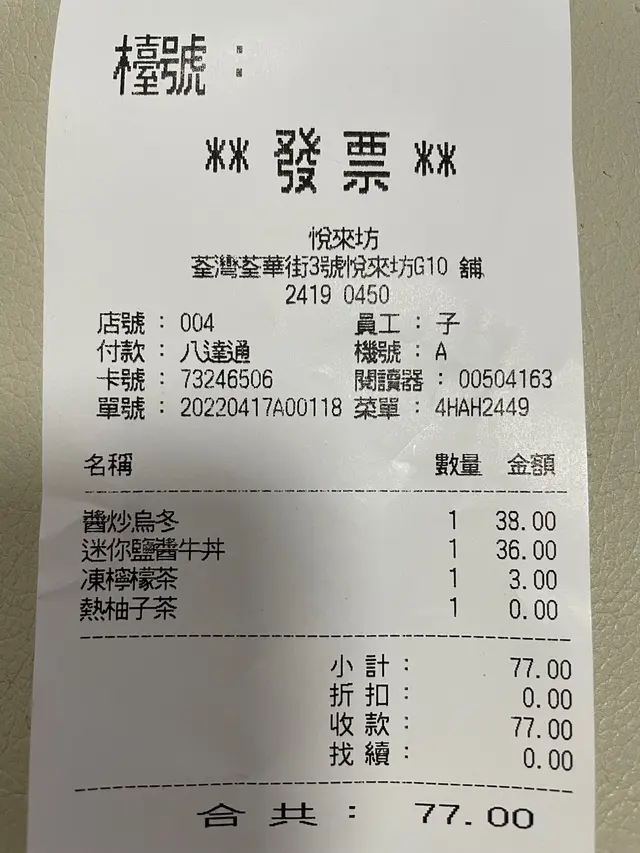 檯號：
** 發票 **
悅來坊
荃灣荃華街3號悅來坊G10 舖
2419 0450
店號：004 員工：子
付款：八達通 機號：A
卡號：73246506 閱讀器：00504163
單號：20220417A00118 菜單：4HAH2449
名稱 數量 金額
醬炒烏冬 1 38.00
迷你鹽醬牛丼 1 36.00
凍檸檬茶 1 3.00
熱柚子茶 1 0.00
小計： 77.00
折扣： 0.00
收款： 77.00
找續： 0.00
合共： 77.00